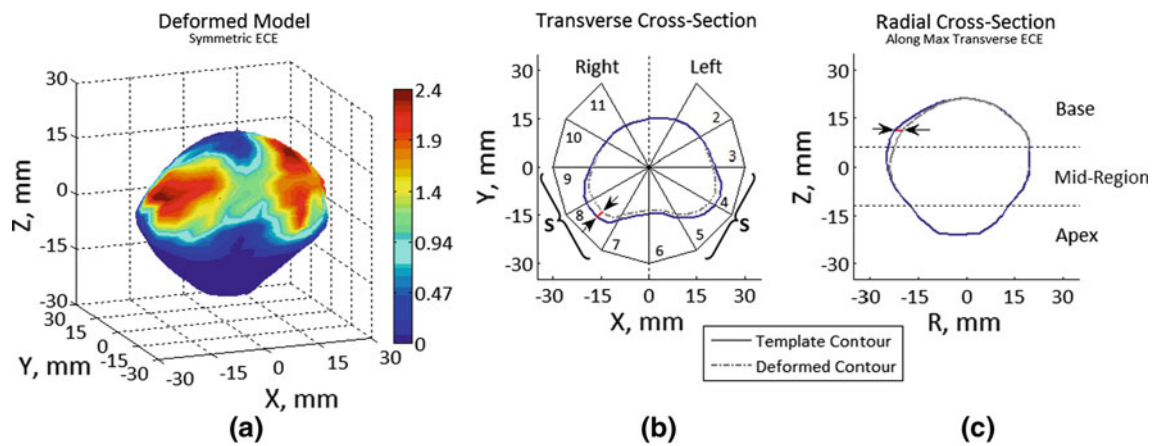 Deformed Model
Symmetric ECE
30
15
0
-15
-30
Z, mm
30
15
0
-15
-30
Y, mm
-30
-15
0
15
30
X, mm
2.4
1.9
1.4
0.94
0.47
0
(a)
Transverse Cross-Section
Right
Left
30
15
0
-15
-30
Y, mm
11
10
9
8
7
6
5
4
3
2
S
S
-30
-15
0
15
30
X, mm
(b)
Radial Cross-Section
Along Max Transverse ECE
30
15
0
-15
-30
Z, mm
Base
Mid-Region
Apex
-30
-15
0
15
30
R, mm
(c)
Template Contour
Deformed Contour